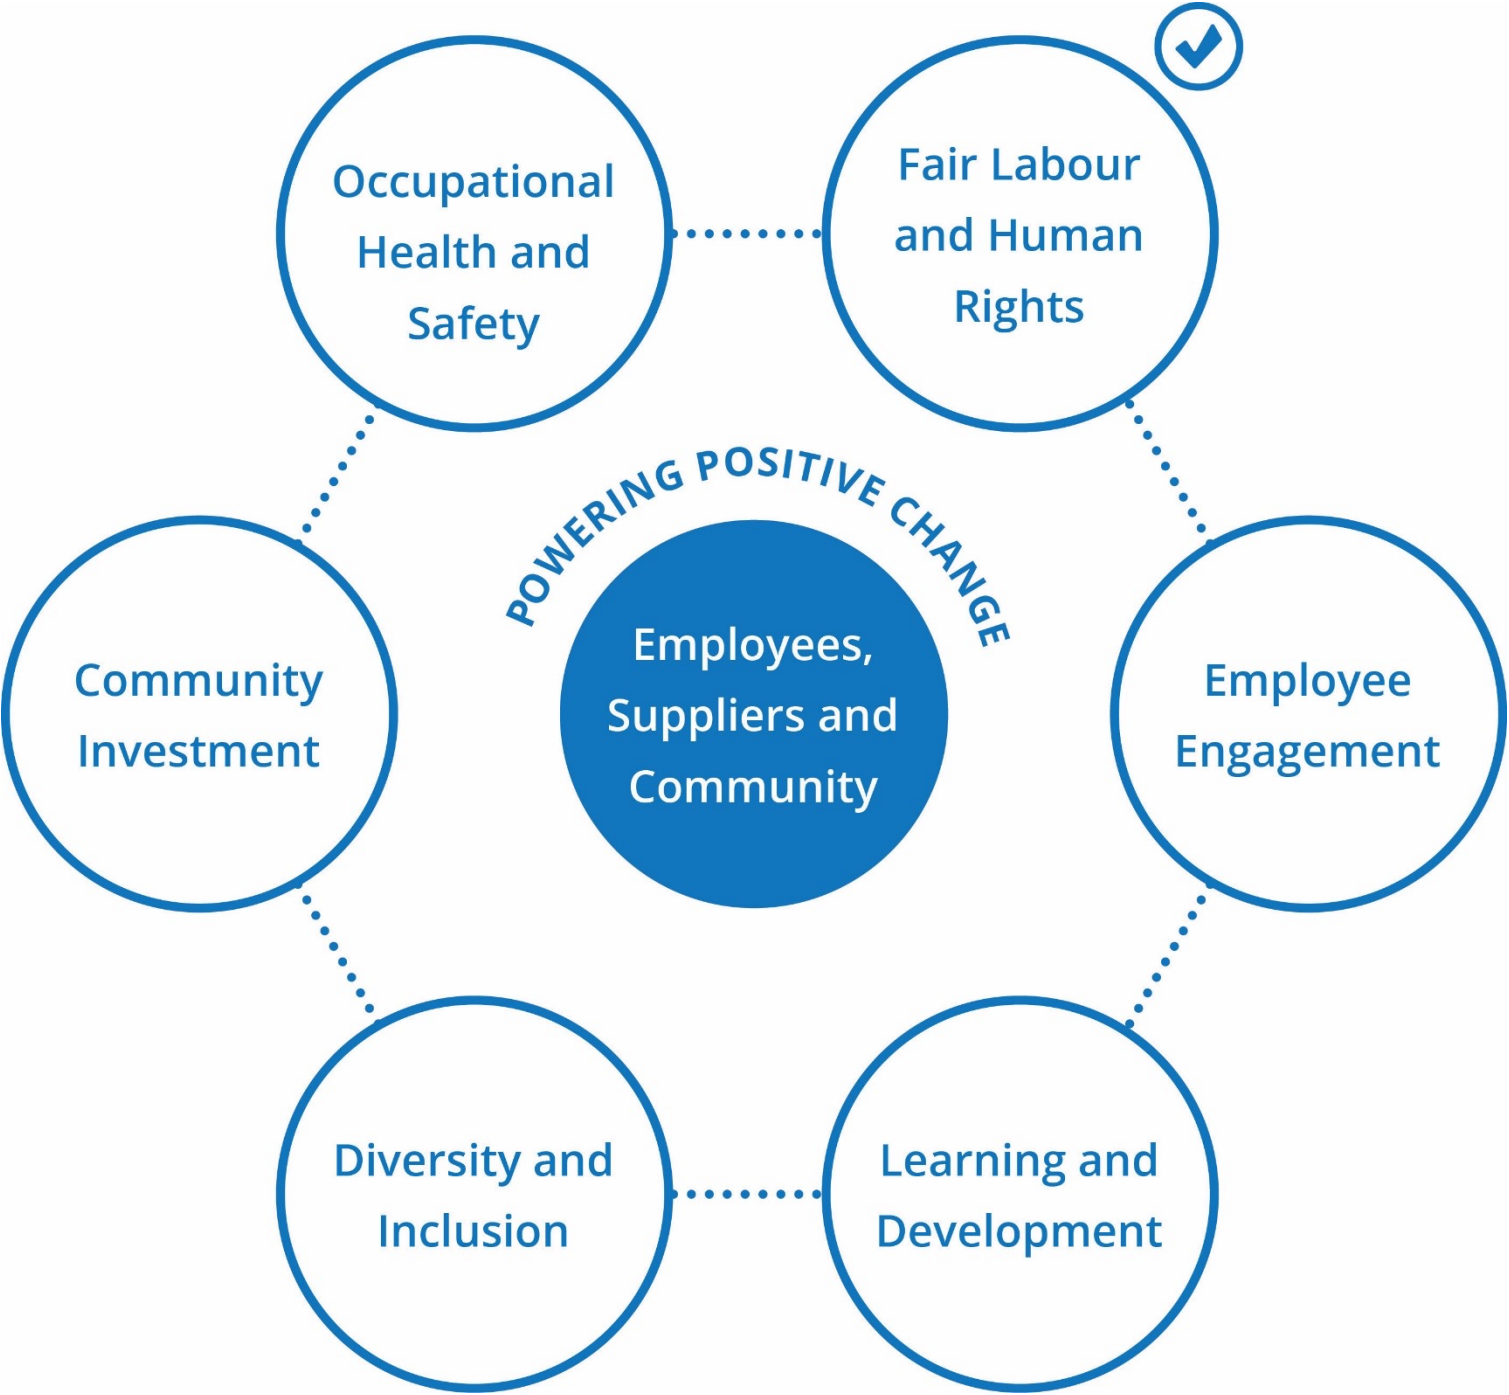 Occupational
Health and
Safety
Fair Labour
and Human
Rights
POWERING POSITIVE CHANGE
Employees,
Suppliers and
Community
Community
Investment
Employee
Engagement
Diversity and
Inclusion
Learning and
Development